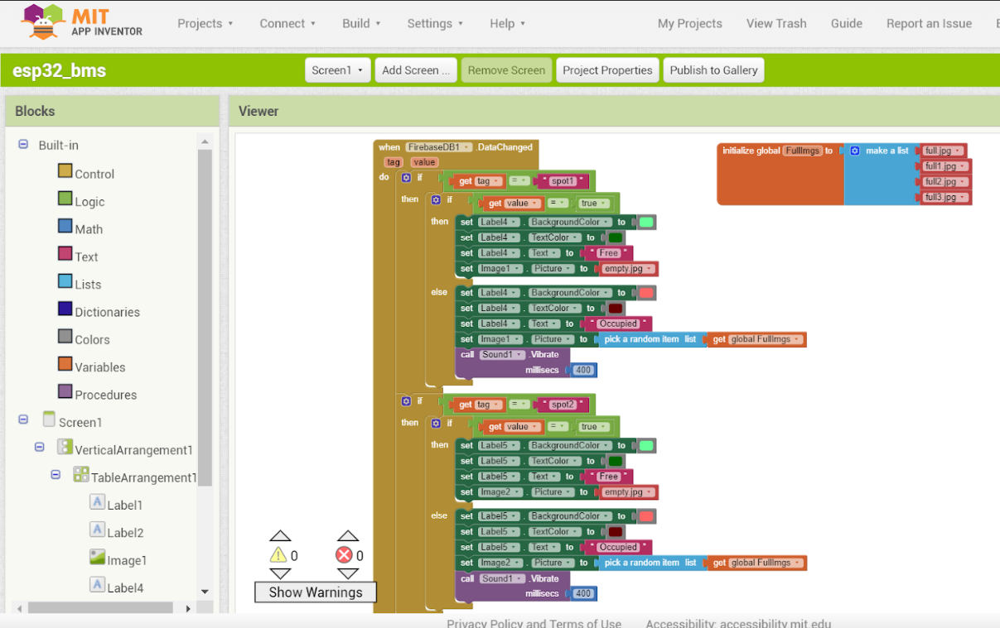 MIT
APP INVENTOR
Projects Connect Build Settings Help My Projects View Trash Guide Report an Issue
esp32_bms Screen1 Add Screen ... Remove Screen Project Properties Publish to Gallery
Blocks
Built-in
Control
Logic
Math
Text
Lists
Dictionaries
Colors
Variables
Procedures
Screen1
VerticalArrangement1
TableArrangement1
Label1
Label2
Image1
Label4
Viewer
when FirebaseDB1 .DataChanged
tag value
do if get tag = " spot1 "
then if get value = true
then set Label4 . BackgroundColor to
set Label4 . TextColor to
set Label4 . Text to " Free "
set Image1 . Picture to empty.jpg
else set Label4 . BackgroundColor to
set Label4 . TextColor to
set Label4 . Text to " Occupied "
set Image1 . Picture to pick a random item list get global FullImgs
call Sound1 .Vibrate
millisecs 400
if get tag = " spot2 "
then if get value = true
then set Label5 . BackgroundColor to
set Label5 . TextColor to
set Label5 . Text to " Free "
set Image2 . Picture to empty.jpg
else set Label5 . BackgroundColor to
set Label5 . TextColor to
set Label5 . Text to " Occupied "
set Image2 . Picture to pick a random item list get global FullImgs
call Sound1 .Vibrate
millisecs 400
initialize global FullImgs to make a list full.jpg
full1.jpg
full2.jpg
full3.jpg
0 0
Show Warnings
Privacy Policy and Terms of Use Accessibility: accessibility.mit.edu